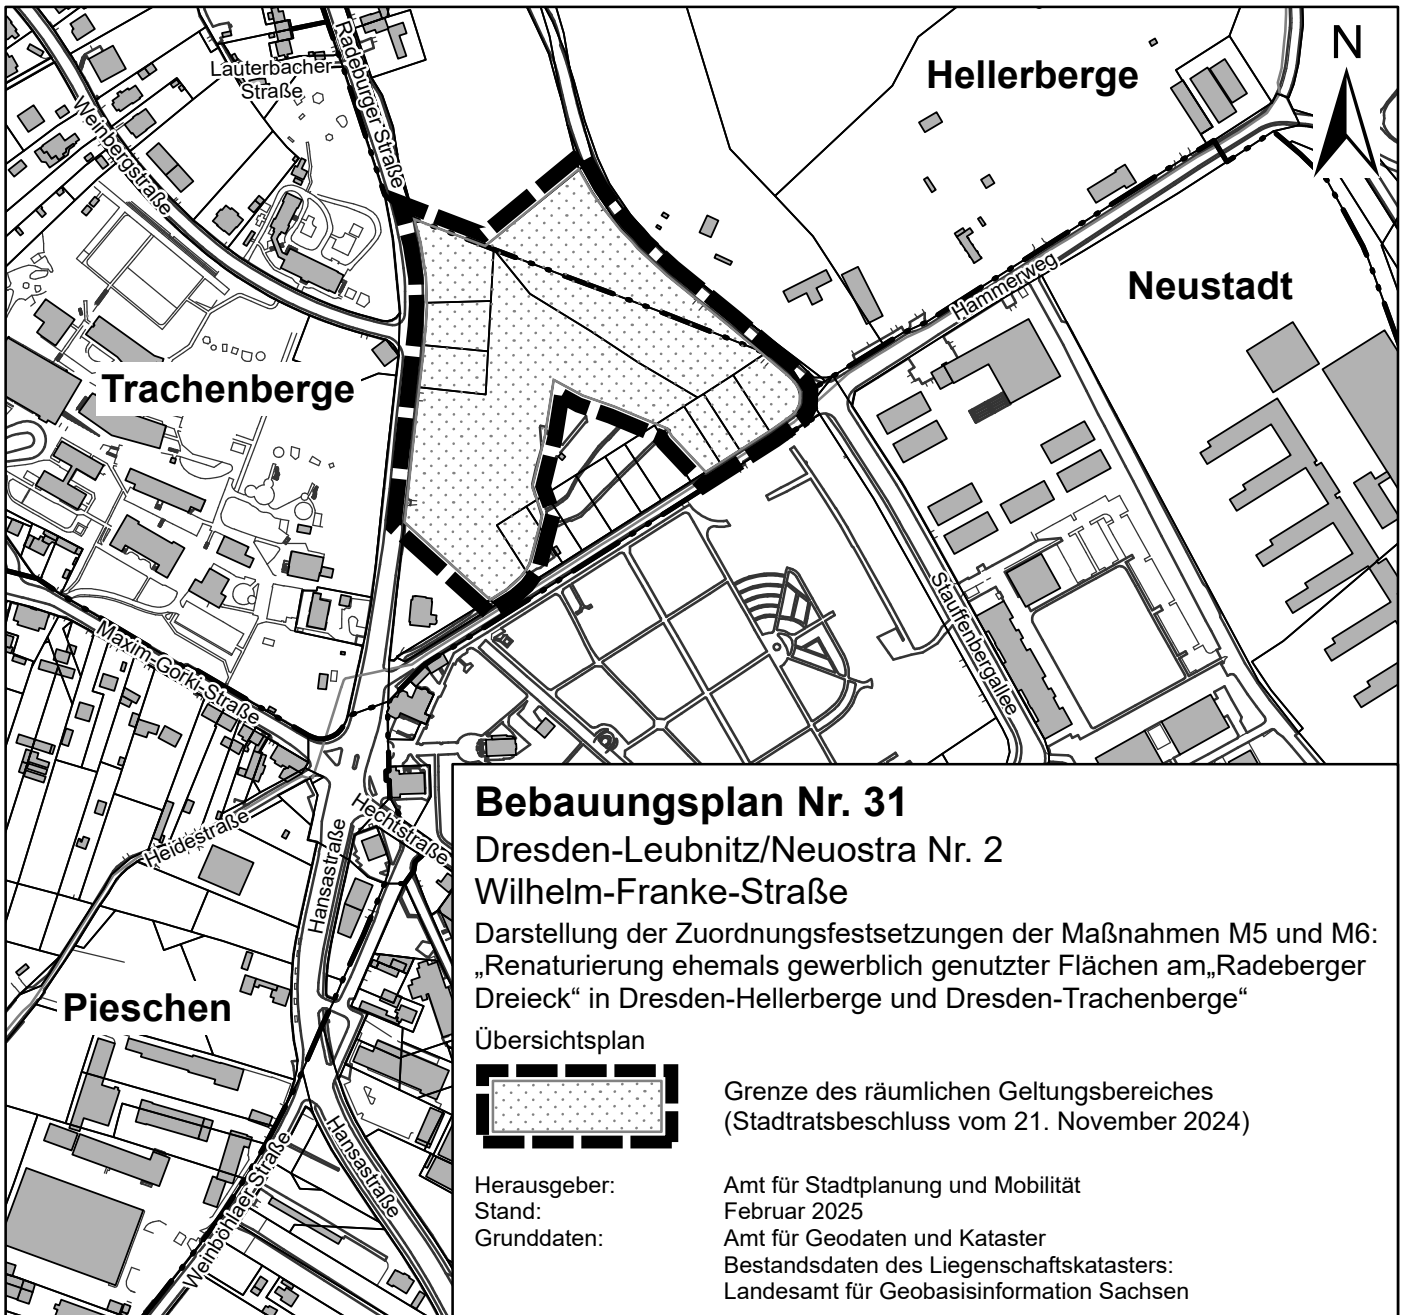 N
Hellerberge
Lauterbacher
Straße
Radeburger Straße
Weinbergstraße
Hammerweg
Neustadt
Trachenberge
Stauffenbergallee
Maxim-Gorki-Straße
Heidestraße
Hansastraße
Hechtstraße
Pieschen
Hansastraße
Weinböhlaer Straße
Bebauungsplan Nr. 31
Dresden-Leubnitz/Neuostra Nr. 2
Wilhelm-Franke-Straße
Darstellung der Zuordnungsfestsetzungen der Maßnahmen M5 und M6:
„Renaturierung ehemals gewerblich genutzter Flächen am„Radeberger
Dreieck“ in Dresden-Hellerberge und Dresden-Trachenberge“
Übersichtsplan
Grenze des räumlichen Geltungsbereiches
(Stadtratsbeschluss vom 21. November 2024)
Herausgeber: Amt für Stadtplanung und Mobilität
Stand: Februar 2025
Grunddaten: Amt für Geodaten und Kataster
Bestandsdaten des Liegenschaftskatasters:
Landesamt für Geobasisinformation Sachsen